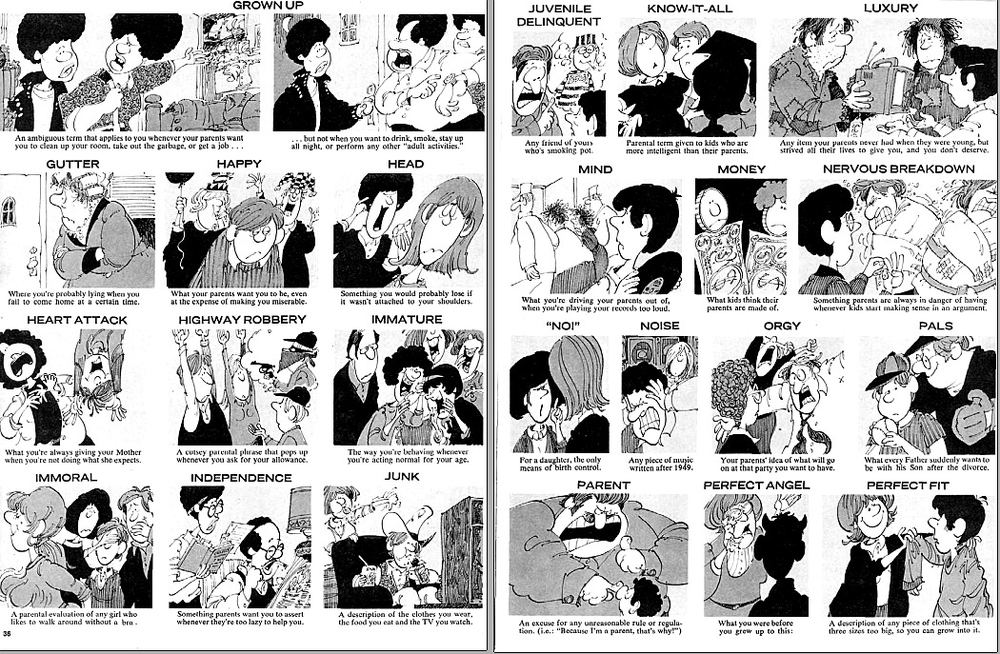 GROWN UP
An ambiguous term that applies to you whenever your parents want
you to clean up your room, take out the garbage, or get a job . . .
. . . but not when you want to drink, smoke, stay up
all night, or perform any other "adult activities."
GUTTER
Where you're probably lying when you
fail to come home at a certain time.
HAPPY
What your parents want you to be, even
at the expense of making you miserable.
HEAD
Something you would probably lose if
it wasn't attached to your shoulders.
HEART ATTACK
What you're always giving your Mother
when you're not doing what she expects.
HIGHWAY ROBBERY
A cutesy parental phrase that pops up
whenever you ask for your allowance.
IMMATURE
The way you're behaving whenever
you're acting normal for your age.
IMMORAL
A parental evaluation of any girl who
likes to walk around without a bra.
INDEPENDENCE
Something parents want you to assert
whenever they're too lazy to help you.
JUNK
A description of the clothes you wear,
the food you eat and the TV you watch.
36
JUVENILE
DELINQUENT
Any friend of yours
who's smoking pot.
KNOW-IT-ALL
Parental term given to kids who are
more intelligent than their parents.
LUXURY
Any item your parents never had when they were young, but
strived all their lives to give you, and you don't deserve.
MIND
What you're driving your parents out of,
when you're playing your records too loud.
MONEY
What kids think their
parents are made of.
NERVOUS BREAKDOWN
Something parents are always in danger of having
whenever kids start making sense in an argument.
"NO!"
For a daughter, the only
means of birth control.
NOISE
Any piece of music
written after 1949.
ORGY
Your parents' idea of what will go
on at that party you want to have.
PALS
What every Father suddenly wants to
be with his Son after the divorce.
PARENT
An excuse for any unreasonable rule or regula-
tion. (i.e.: "Because I'm a parent, that's why!")
PERFECT ANGEL
What you were before
you grew up to this:
PERFECT FIT
A description of any piece of clothing that's
three sizes too big, so you can grow into it.